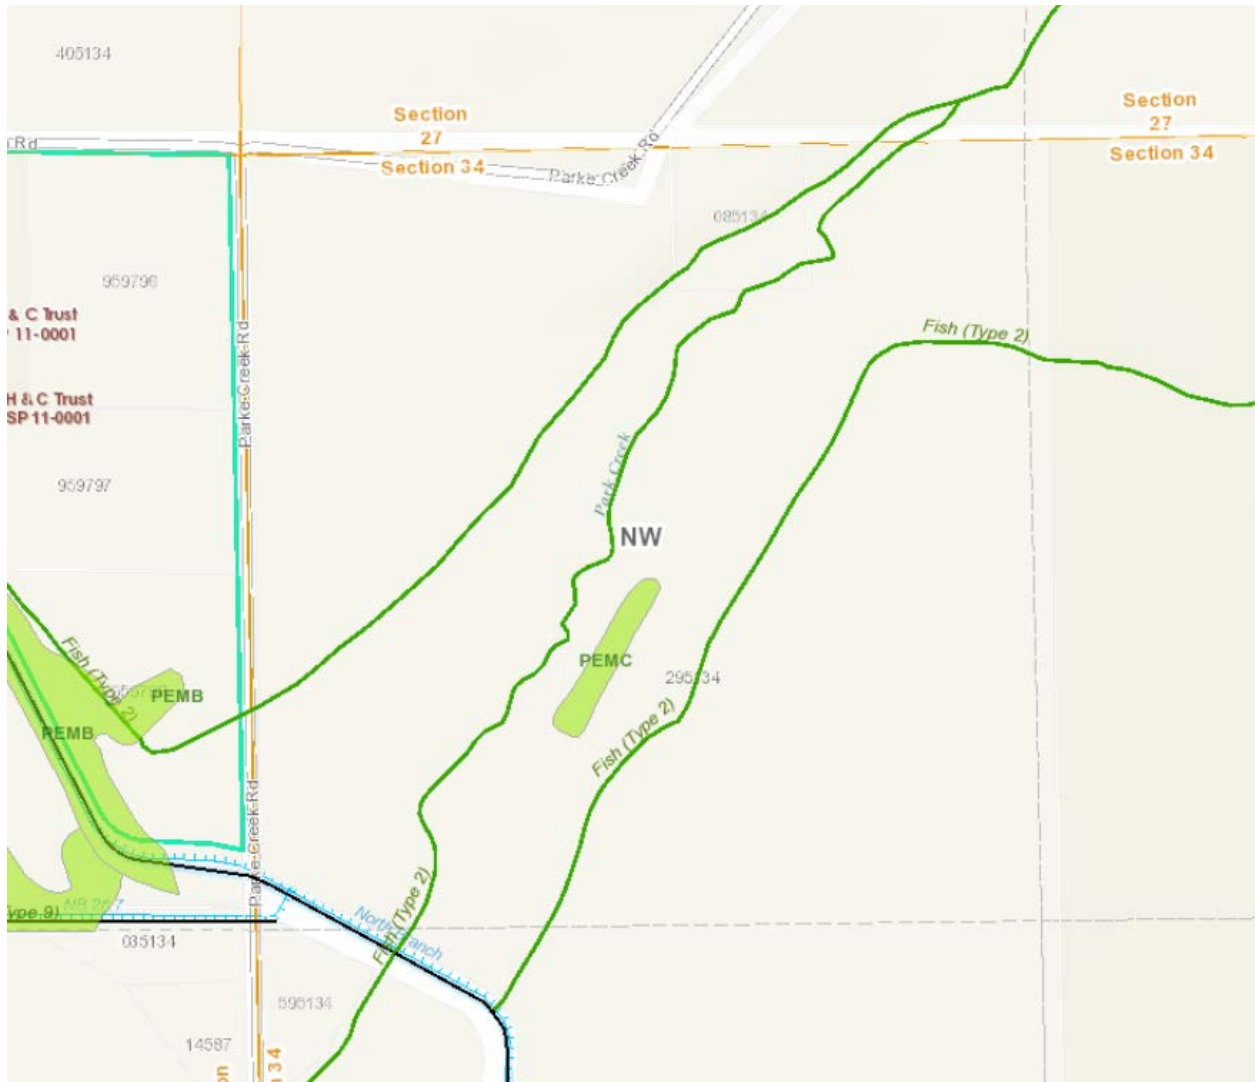 405134
Section
27
Section 34
Section
27
Section 34
Rd
Parke Creek Rd
085134
959796
& C Trust
11-0001
H & C Trust
SP 11-0001
Parke Creek Rd
Fish (Type 2)
959797
Park Creek
NW
PEMC
295134
Fish (Type 2)
PEMB
Fish (Type 2)
PEMB
Parke Creek Rd
Fish (Type 2)
North Branch
ype 9)
035134
595134
14587
34